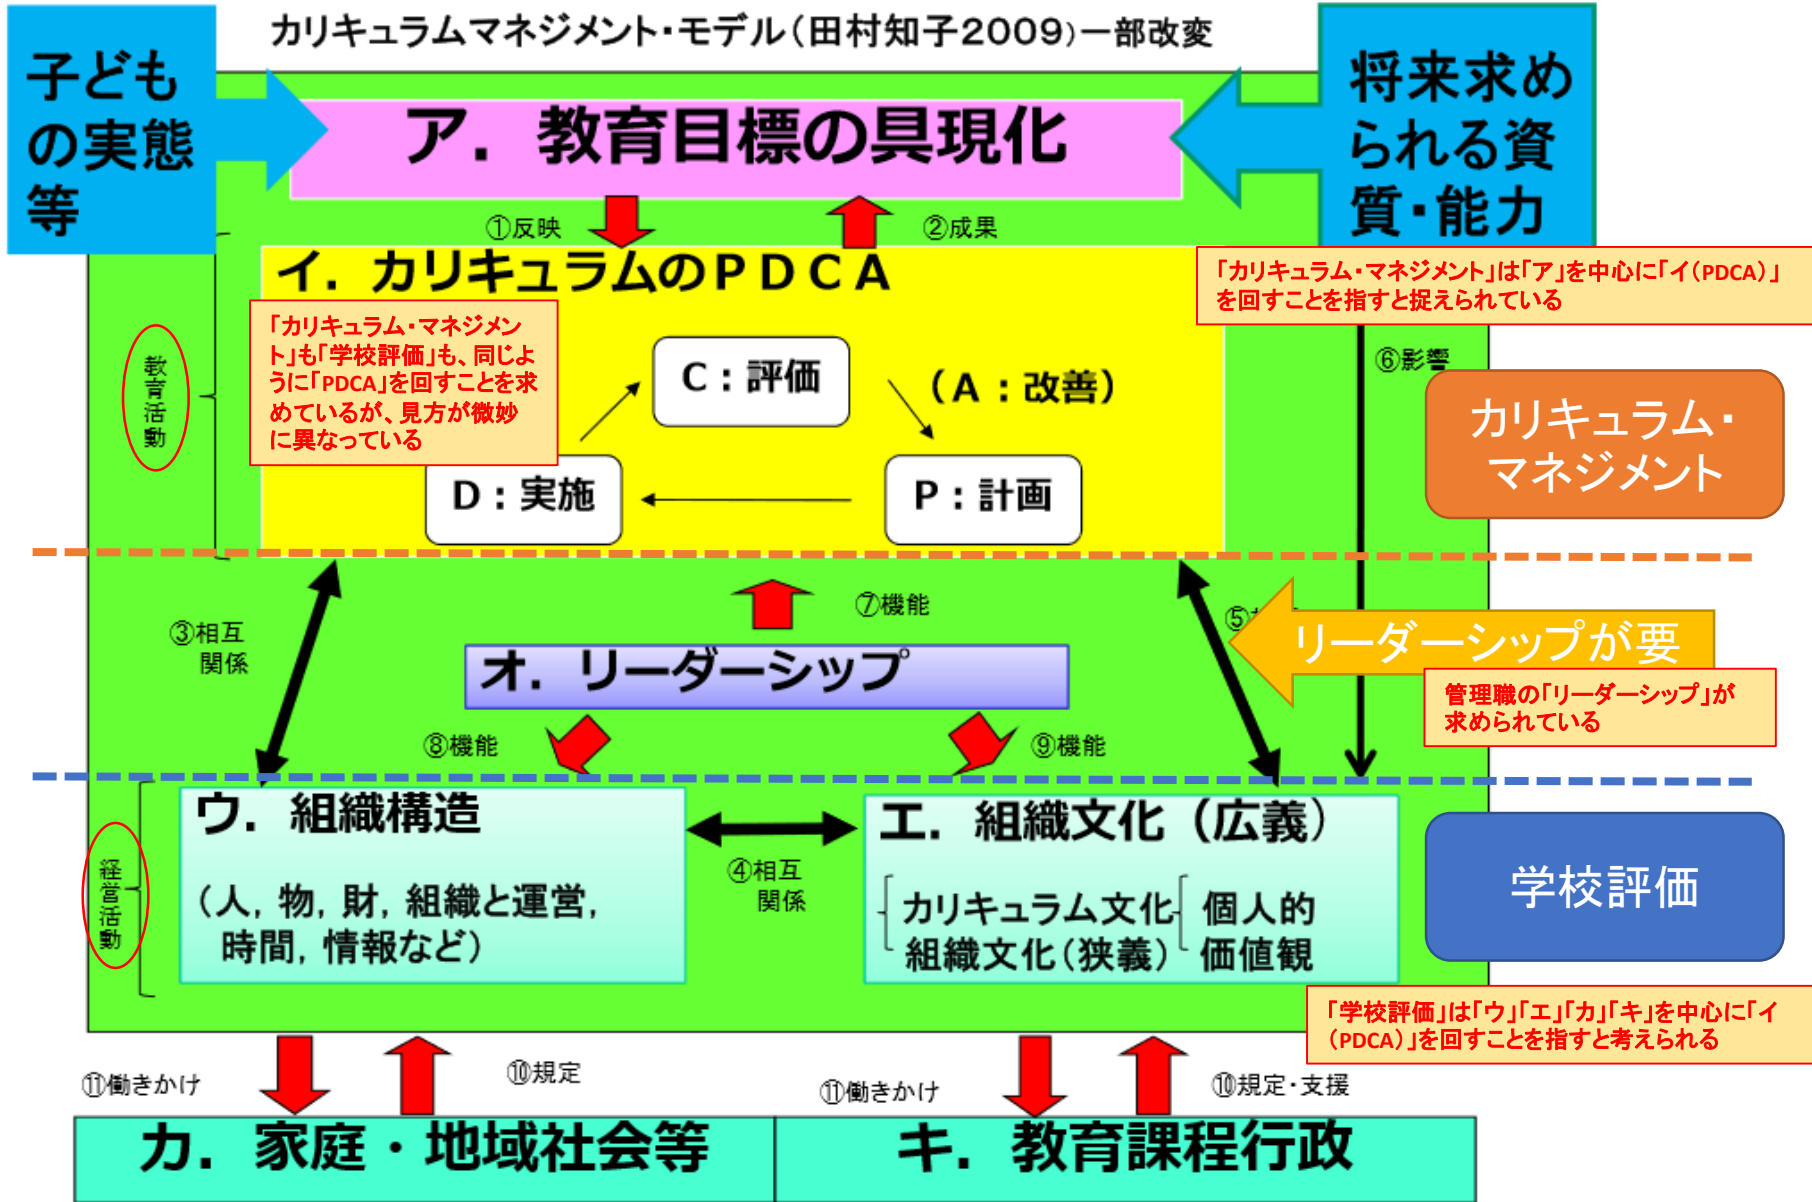 カリキュラムマネジメント・モデル（田村知子2009）一部改変
子ども
の実態
等
将来求め
られる資
質・能力
ア．教育目標の具現化
①反映
②成果
イ．カリキュラムのＰＤＣＡ
「カリキュラム・マネジメント」は「ア」を中心に「イ（PDCA）」
を回すことを指すと捉えられている
「カリキュラム・マネジメン
ト」も「学校評価」も、同じよ
うに「PDCA」を回すことを求
めているが、見方が微妙
に異なっている
教育活動
C：評価
（A：改善）
D：実施
P：計画
⑥影響
カリキュラム・
マネジメント
③相互
関係
⑦機能
⑤
リーダーシップが要
オ．リーダーシップ
管理職の「リーダーシップ」が
求められている
⑧機能
⑨機能
経営活動
ウ．組織構造
（人，物，財，組織と運営，
時間，情報など）
④相互
関係
エ．組織文化（広義）
カリキュラム文化
組織文化（狭義）
個人的
価値観
学校評価
「学校評価」は「ウ」「エ」「カ」「キ」を中心に「イ
（PDCA）」を回すことを指すと考えられる
⑪働きかけ
⑩規定
⑪働きかけ
⑩規定・支援
カ．家庭・地域社会等
キ．教育課程行政